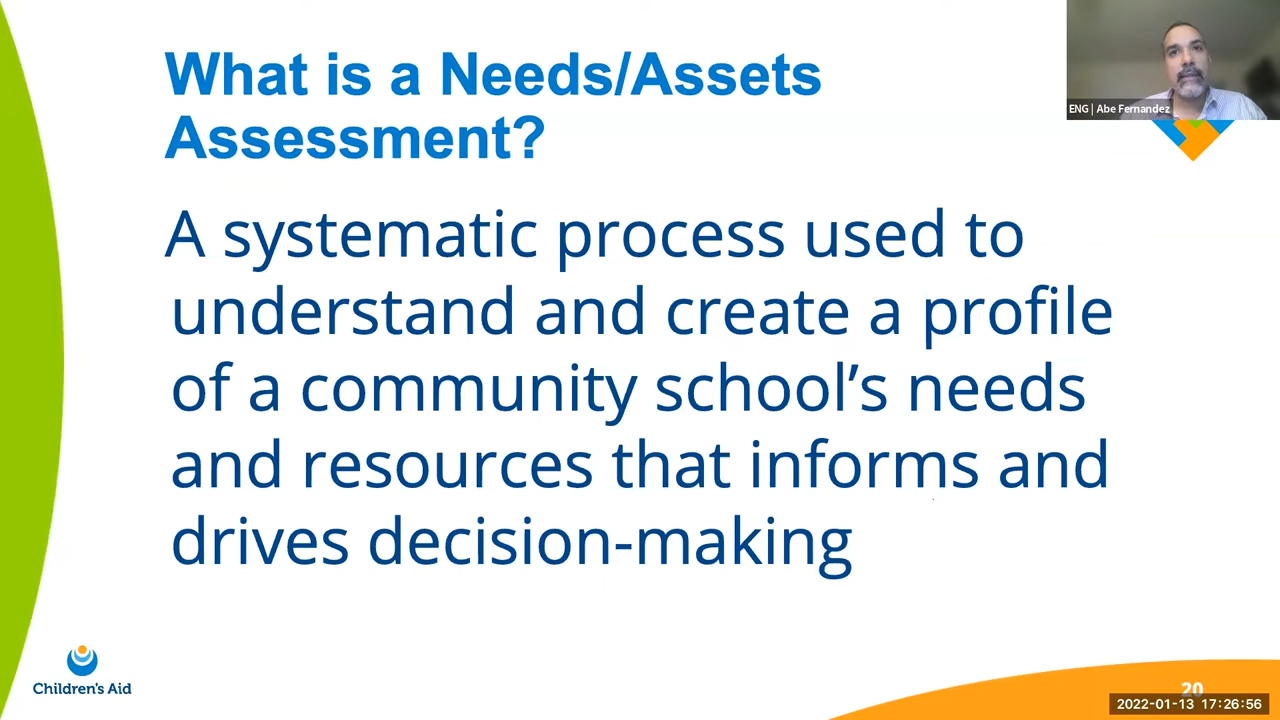 What is a Needs/Assets
Assessment?
ENG | Abe Fernandez
A systematic process used to
understand and create a profile
of a community school’s needs
and resources that informs and
drives decision-making
Children's Aid
20
2022-01-13 17:26:56